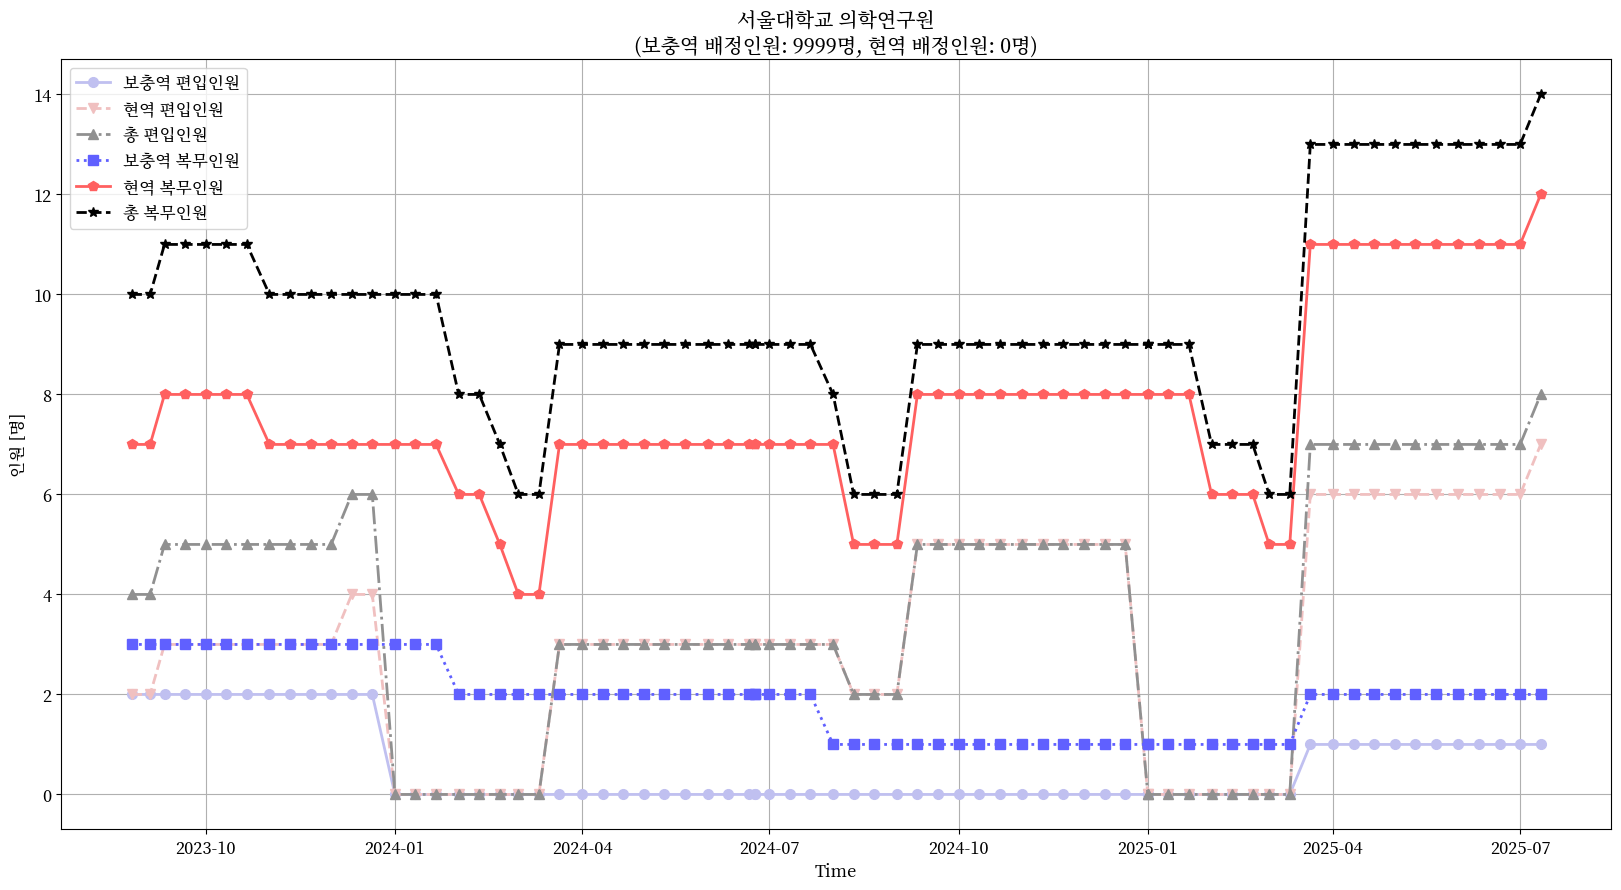 서울대학교 의학연구원
(보충역 배정인원: 9999명, 현역 배정인원: 0명)
보충역 편입인원
현역 편입인원
총 편입인원
보충역 복무인원
현역 복무인원
총 복무인원
인원 [명]
14
12
10
8
6
4
2
0
2023-10
2024-01
2024-04
2024-07
2024-10
2025-01
2025-04
2025-07
Time